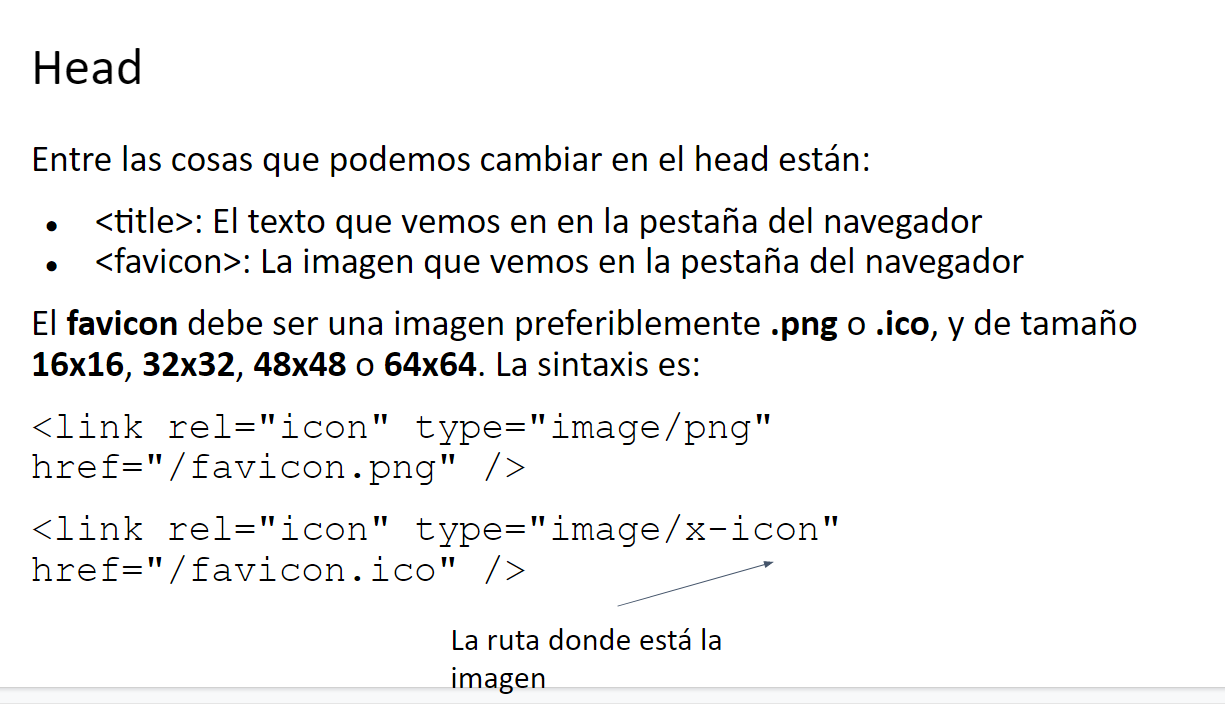 Head
Entre las cosas que podemos cambiar en el head están:
● <title>: El texto que vemos en en la pestaña del navegador
● <favicon>: La imagen que vemos en la pestaña del navegador
El favicon debe ser una imagen preferiblemente .png o .ico, y de tamaño
16x16, 32x32, 48x48 o 64x64. La sintaxis es:
<link rel="icon" type="image/png"
href="/favicon.png" />
<link rel="icon" type="image/x-icon"
href="/favicon.ico" />
La ruta donde está la
imagen